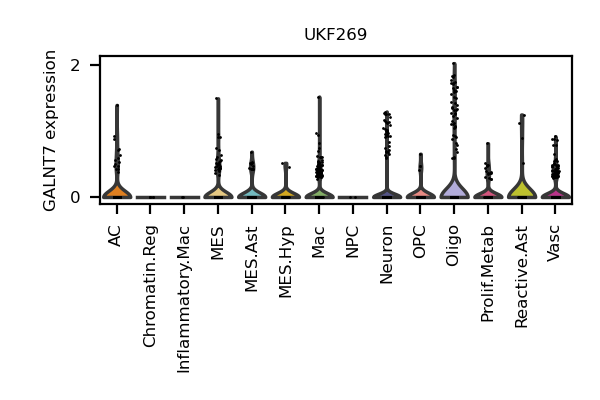 UKF269
GALNT7 expression
2
0
AC
Chromatin.Reg
Inflammatory.Mac
MES
MES.Ast
MES.Hyp
Mac
NPC
Neuron
OPC
Oligo
Prolif.Metab
Reactive.Ast
Vasc